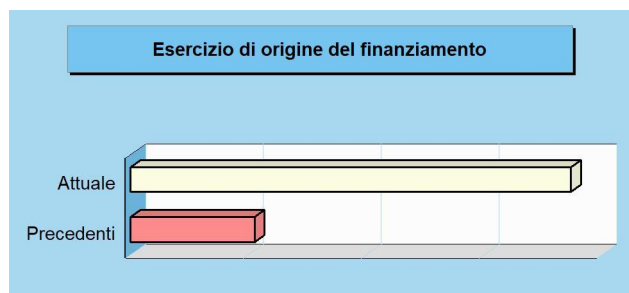 Esercizio di origine del finanziamento
Attuale
Precedenti